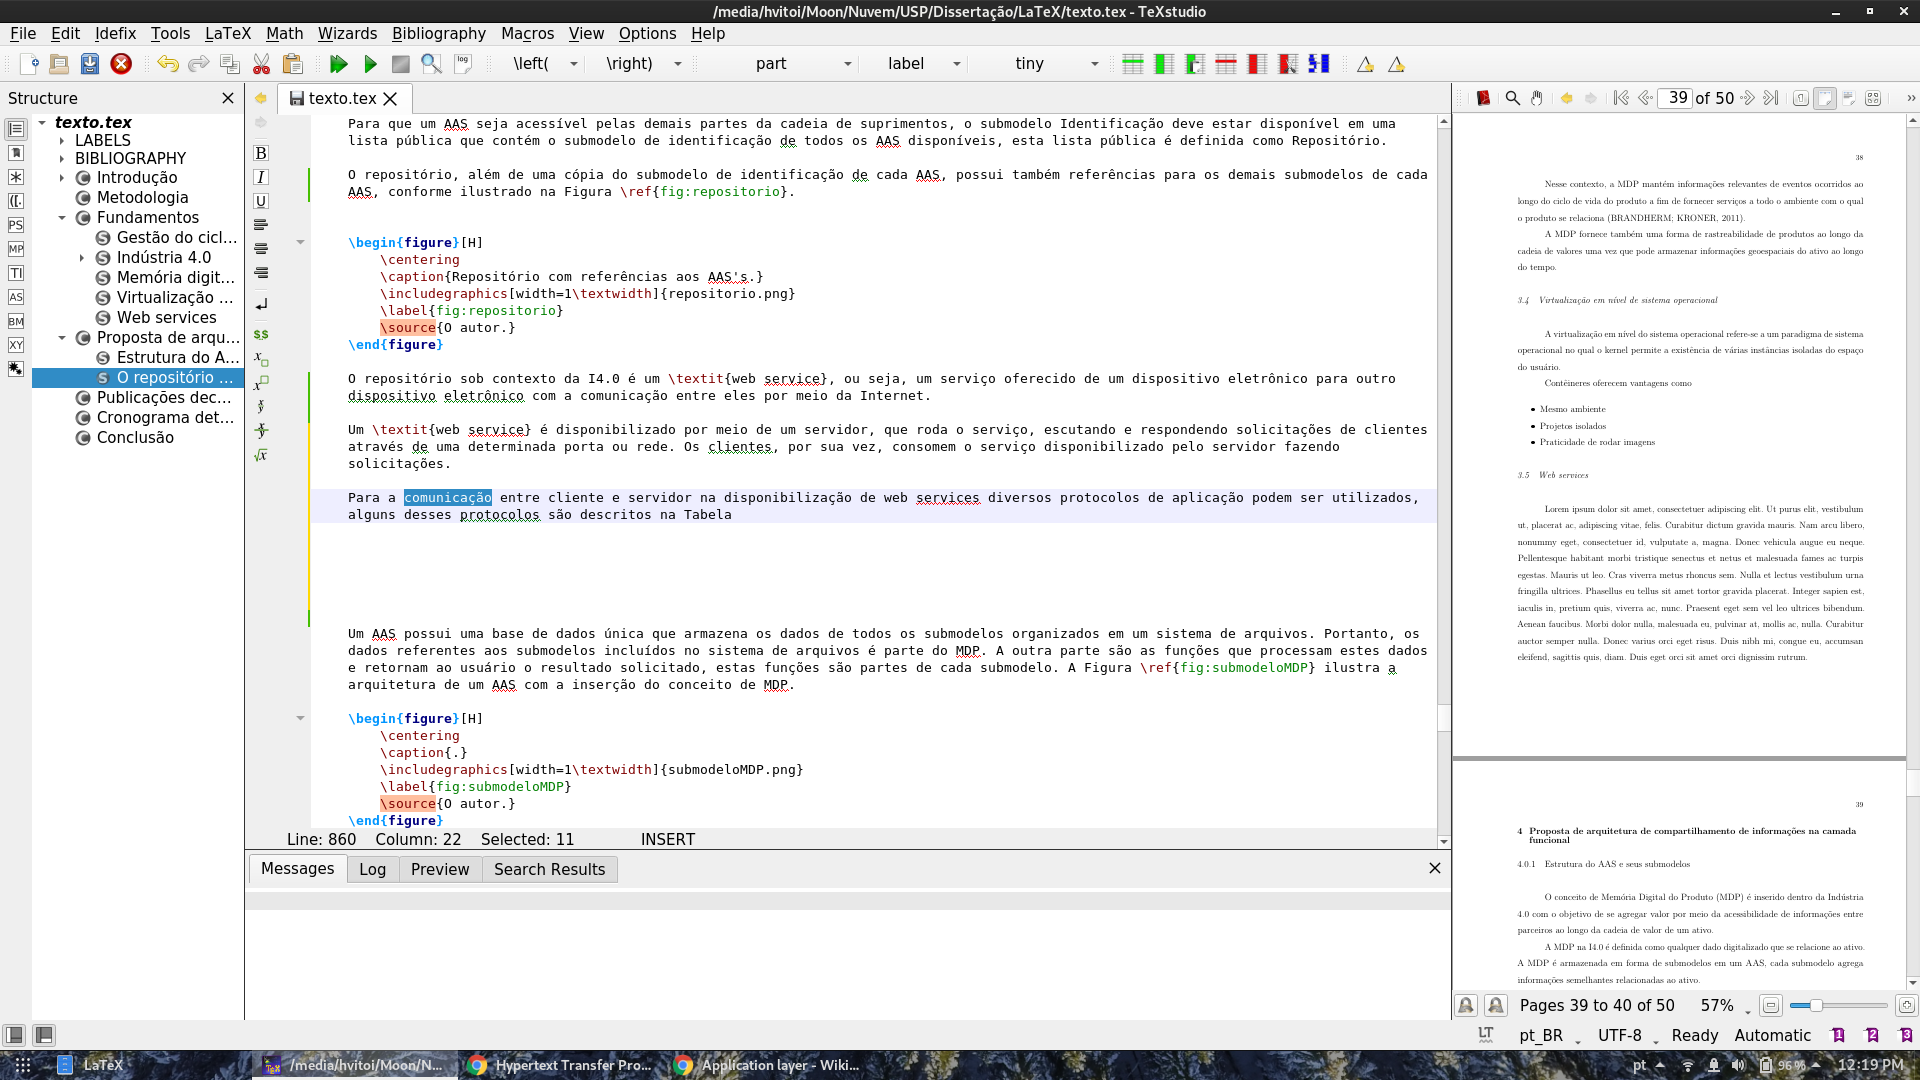 /media/hvitoi/Moon/Nuvem/USP/Dissertação/LaTeX/texto.tex - TeXstudio
File Edit Idefix Tools LaTeX Math Wizards Bibliography Macros View Options Help
log \left( \right) part label tiny
Structure
texto.tex
39 of 50
texto.tex
LABELS
BIBLIOGRAPHY
Introdução
Metodologia
Fundamentos
Gestão do cicl...
Indústria 4.0
Memória digit...
Virtualização ...
Web services
Proposta de arqu...
Estrutura do A...
O repositório ...
Publicações dec...
Cronograma det...
Conclusão
PS
MP
TI
AS
BM
XY
B
I
U
$$
Para que um AAS seja acessível pelas demais partes da cadeia de suprimentos, o submodelo Identificação deve estar disponível em uma
lista pública que contém o submodelo de identificação de todos os AAS disponíveis, esta lista pública é definida como Repositório.
O repositório, além de uma cópia do submodelo de identificação de cada AAS, possui também referências para os demais submodelos de cada
AAS, conforme ilustrado na Figura \ref{fig:repositorio}.
\begin{figure}[H]
\centering
\caption{Repositório com referências aos AAS's.}
\includegraphics[width=1\textwidth]{repositorio.png}
\label{fig:repositorio}
\source{O autor.}
\end{figure}
O repositório sob contexto da I4.0 é um \textit{web service}, ou seja, um serviço oferecido de um dispositivo eletrônico para outro
dispositivo eletrônico com a comunicação entre eles por meio da Internet.
Um \textit{web service} é disponibilizado por meio de um servidor, que roda o serviço, escutando e respondendo solicitações de clientes
através de uma determinada porta ou rede. Os clientes, por sua vez, consomem o serviço disponibilizado pelo servidor fazendo
solicitações.
Para a comunicação entre cliente e servidor na disponibilização de web services diversos protocolos de aplicação podem ser utilizados,
alguns desses protocolos são descritos na Tabela
Um AAS possui uma base de dados única que armazena os dados de todos os submodelos organizados em um sistema de arquivos. Portanto, os
dados referentes aos submodelos incluídos no sistema de arquivos é parte do MDP. A outra parte são as funções que processam estes dados
e retornam ao usuário o resultado solicitado, estas funções são partes de cada submodelo. A Figura \ref{fig:submodeloMDP} ilustra a
arquitetura de um AAS com a inserção do conceito de MDP.
\begin{figure}[H]
\centering
\caption{.}
\includegraphics[width=1\textwidth]{submodeloMDP.png}
\label{fig:submodeloMDP}
\source{O autor.}
\end{figure}
Line: 860 Column: 22 Selected: 11 INSERT
Messages Log Preview Search Results
38
Nesse contexto, a MDP mantém informações relevantes de eventos ocorridos ao
longo do ciclo de vida do produto a fim de fornecer serviços a todo o ambiente com o qual
o produto se relaciona (BRANDHERM; KRONER, 2011).
A MDP fornece também uma forma de rastreabilidade de produtos ao longo da
cadeia de valores uma vez que pode armazenar informações geoespaciais do ativo ao longo
do tempo.
3.4 Virtualização em nível de sistema operacional
A virtualização em nível do sistema operacional refere-se a um paradigma de sistema
operacional no qual o kernel permite a existência de várias instâncias isoladas do espaço
do usuário.
Contêineres oferecem vantagens como
• Mesmo ambiente
• Projetos isolados
• Praticidade de rodar imagens
3.5 Web services
Lorem ipsum dolor sit amet, consectetuer adipiscing elit. Ut purus elit, vestibulum
ut, placerat ac, adipiscing vitae, felis. Curabitur dictum gravida mauris. Nam arcu libero,
nonummy eget, consectetuer id, vulputate a, magna. Donec vehicula augue eu neque.
Pellentesque habitant morbi tristique senectus et netus et malesuada fames ac turpis
egestas. Mauris ut leo. Cras viverra metus rhoncus sem. Nulla et lectus vestibulum urna
fringilla ultrices. Phasellus eu tellus sit amet tortor gravida placerat. Integer sapien est,
iaculis in, pretium quis, viverra ac, nunc. Praesent eget sem vel leo ultrices bibendum.
Aenean faucibus. Morbi dolor nulla, malesuada eu, pulvinar at, mollis ac, nulla. Curabitur
auctor semper nulla. Donec varius orci eget risus. Duis nibh mi, congue eu, accumsan
eleifend, sagittis quis, diam. Duis eget orci sit amet orci dignissim rutrum.
39
4 Proposta de arquitetura de compartilhamento de informações na camada
funcional
4.0.1 Estrutura do AAS e seus submodelos
O conceito de Memória Digital do Produto (MDP) é inserido dentro da Indústria
4.0 com o objetivo de se agregar valor por meio da acessibilidade de informações entre
parceiros ao longo da cadeia de valor de um ativo.
A MDP na I4.0 é definida como qualquer dado digitalizado que se relacione ao ativo.
A MDP é armazenada em forma de submodelos em um AAS, cada submodelo agrega
informações semelhantes relacionadas ao ativo.
Pages 39 to 40 of 50 57%
LT pt_BR UTF-8 Ready Automatic 1 2 3
LaTeX /media/hvitoi/Moon/N... Hypertext Transfer Pro... Application layer - Wiki... pt 96% 12:19 PM